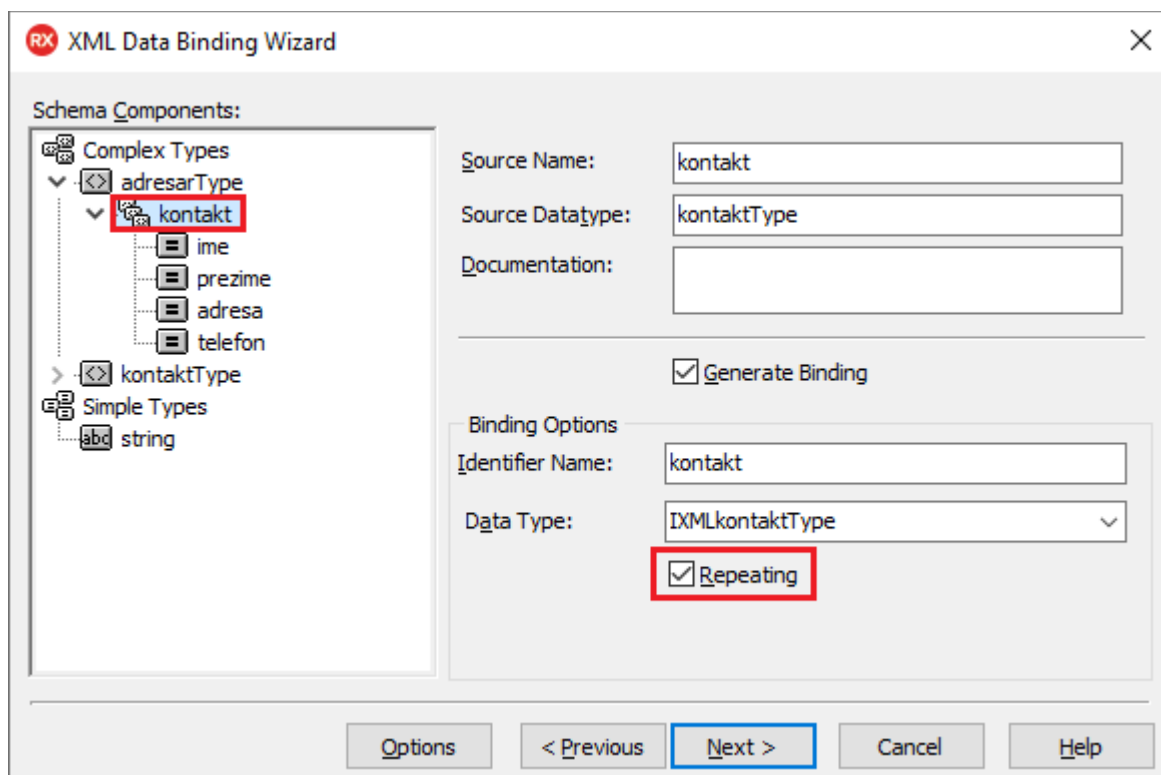 RX XML Data Binding Wizard
Schema Components:
Complex Types
adresarType
kontakt
ime
prezime
adresa
telefon
kontaktType
Simple Types
abc string
Source Name: kontakt
Source Datatype: kontaktType
Documentation:
Generate Binding
Binding Options
Identifier Name: kontakt
Data Type: IXMLkontaktType
Repeating
Options < Previous Next > Cancel Help